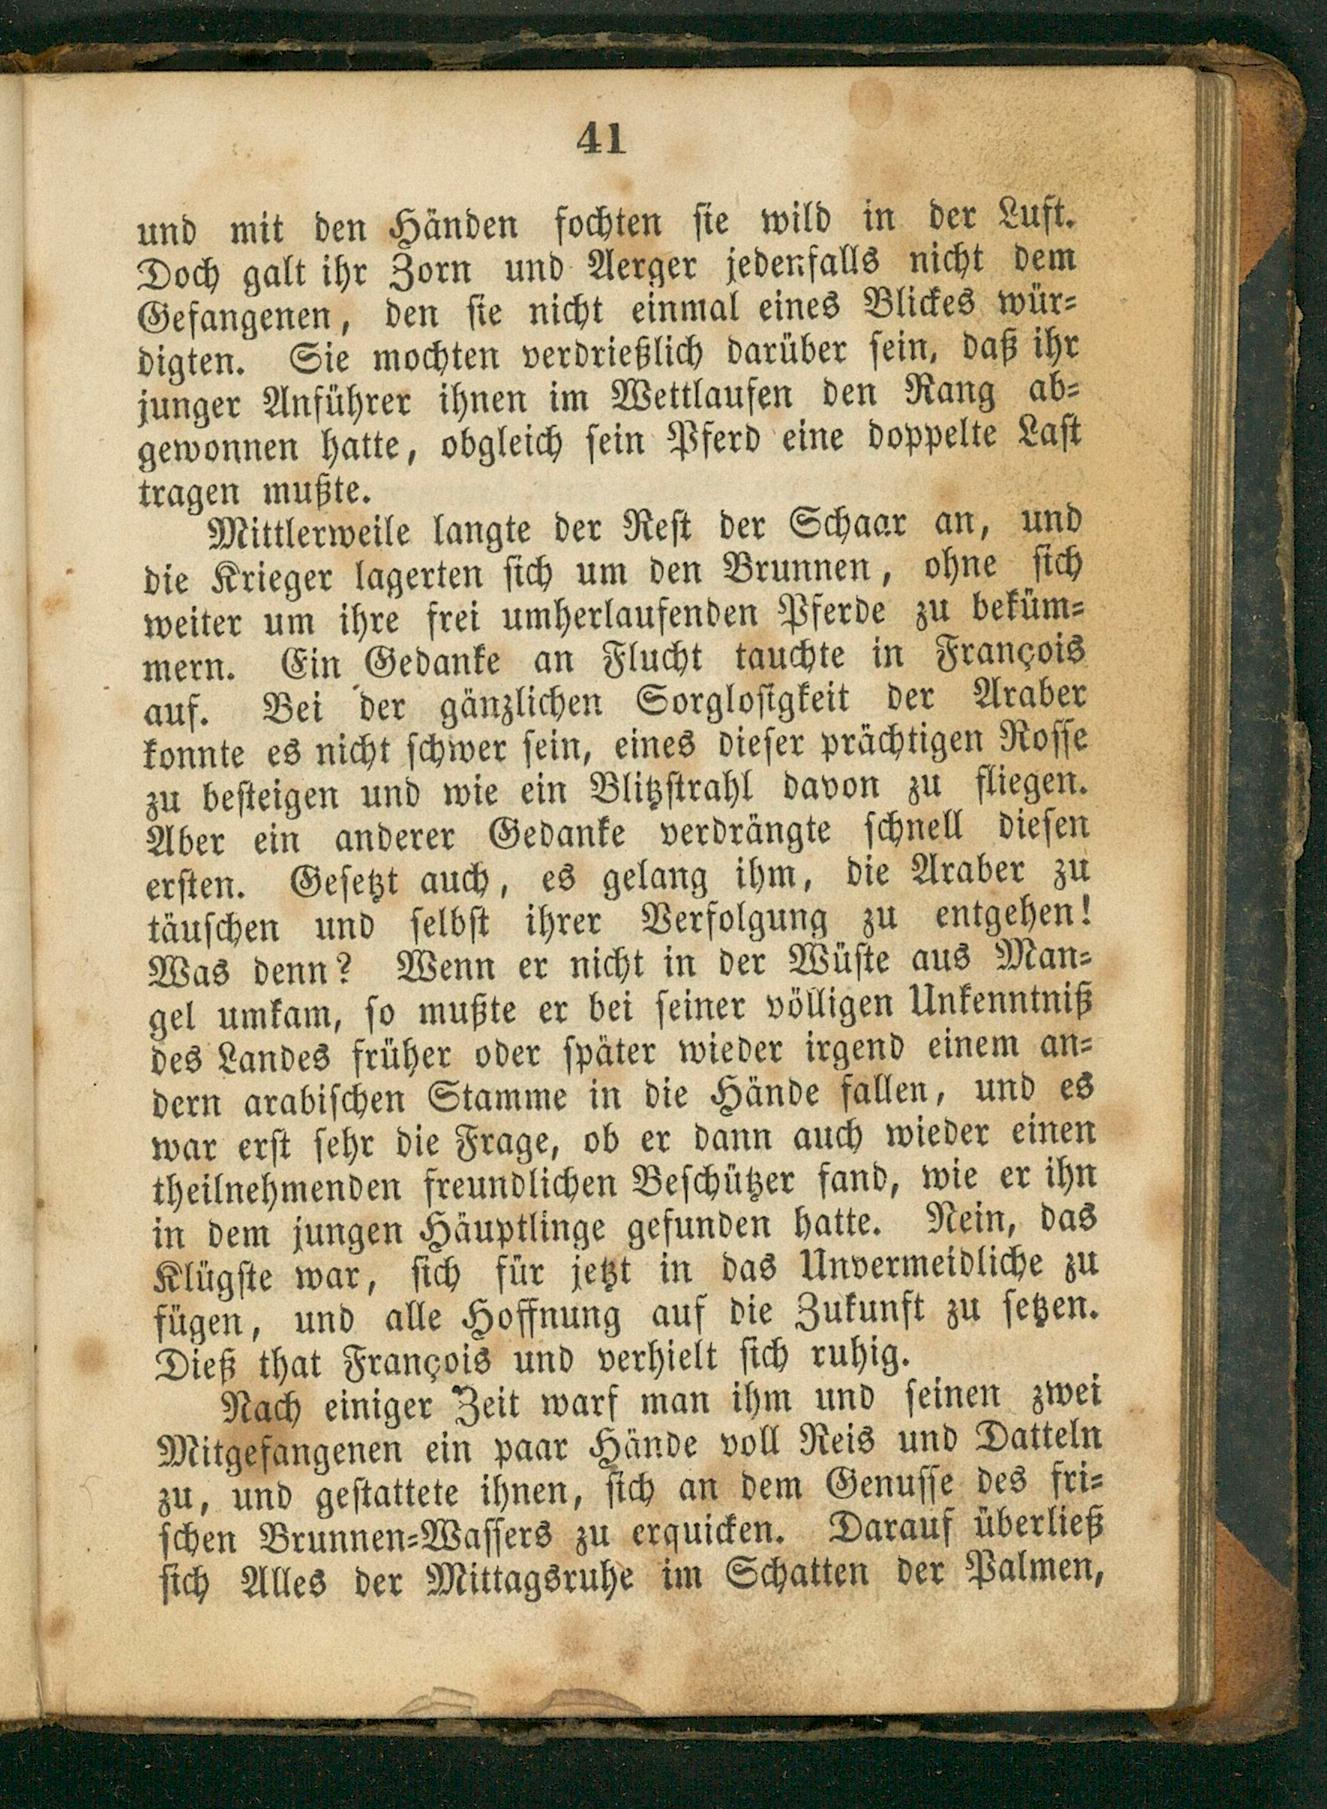 41
und mit den Händen fochten sie wild in der Luft.
Doch galt ihr Zorn und Aerger jedenfalls nicht dem
Gefangenen, den sie nicht einmal eines Blickes wür-
digten. Sie mochten verdrießlich darüber sein, daß ihr
junger Anführer ihnen im Wettlaufen den Rang ab-
gewonnen hatte, obgleich sein Pferd eine doppelte Last
tragen mußte.
Mittlerweile langte der Rest der Schaar an, und
die Krieger lagerten sich um den Brunnen, ohne sich
weiter um ihre frei umherlaufenden Pferde zu beküm-
mern. Ein Gedanke an Flucht tauchte in François
auf. Bei der gänzlichen Sorglosigkeit der Araber
konnte es nicht schwer sein, eines dieser prächtigen Rosse
zu besteigen und wie ein Blitzstrahl davon zu fliegen.
Aber ein anderer Gedanke verdrängte schnell diesen
ersten. Gesetzt auch, es gelang ihm, die Araber zu
täuschen und selbst ihrer Verfolgung zu entgehen!
Was denn? Wenn er nicht in der Wüste aus Man-
gel umkam, so mußte er bei seiner völligen Unkenntniß
des Landes früher oder später wieder irgend einem an-
dern arabischen Stamme in die Hände fallen, und es
war erst sehr die Frage, ob er dann auch wieder einen
theilnehmenden freundlichen Beschützer fand, wie er ihn
in dem jungen Häuptlinge gefunden hatte. Nein, das
Klügste war, sich für jetzt in das Unvermeidliche zu
fügen, und alle Hoffnung auf die Zukunft zu setzen.
Dieß that François und verhielt sich ruhig.
Nach einiger Zeit warf man ihm und seinen zwei
Mitgefangenen ein paar Hände voll Reis und Datteln
zu, und gestattete ihnen, sich an dem Genusse des fri-
schen Brunnen-Wassers zu erquicken. Darauf überließ
sich Alles der Mittagsruhe im Schatten der Palmen,